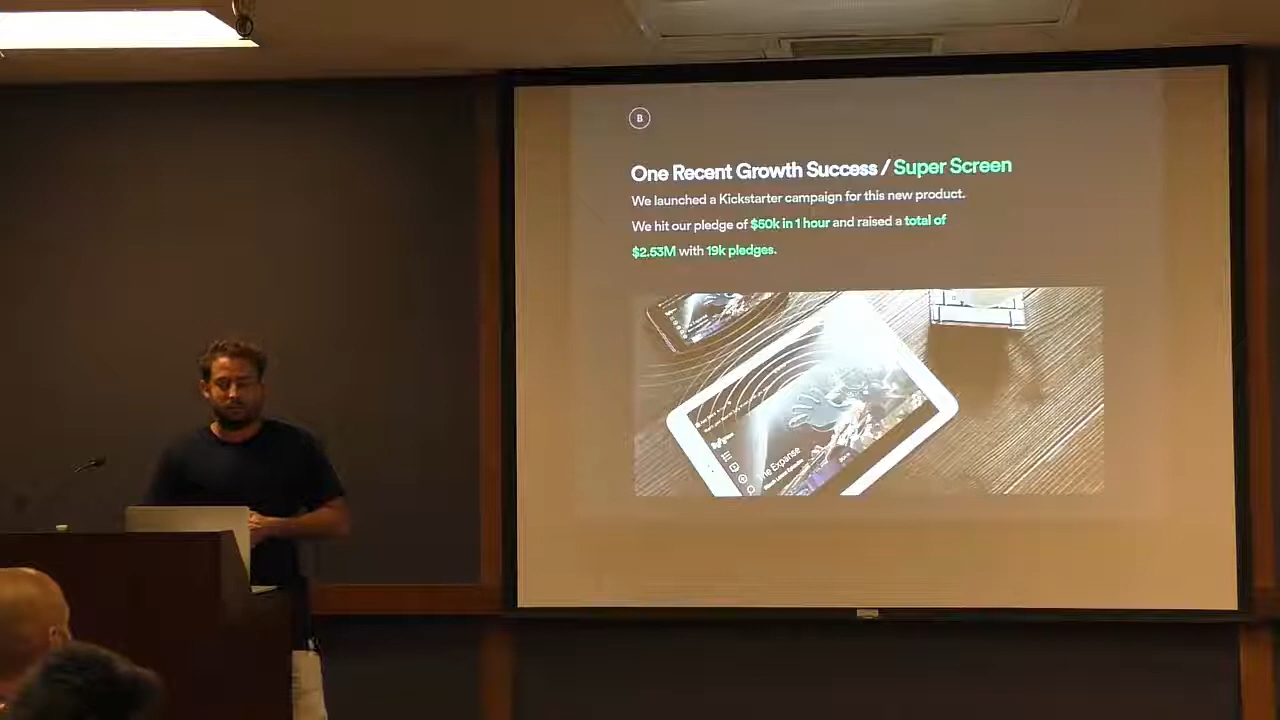 B
One Recent Growth Success / Super Screen
We launched a Kickstarter campaign for this new product.
We hit our pledge of $50k in 1 hour and raised a total of
$2.53M with 19k pledges.
The Expanse